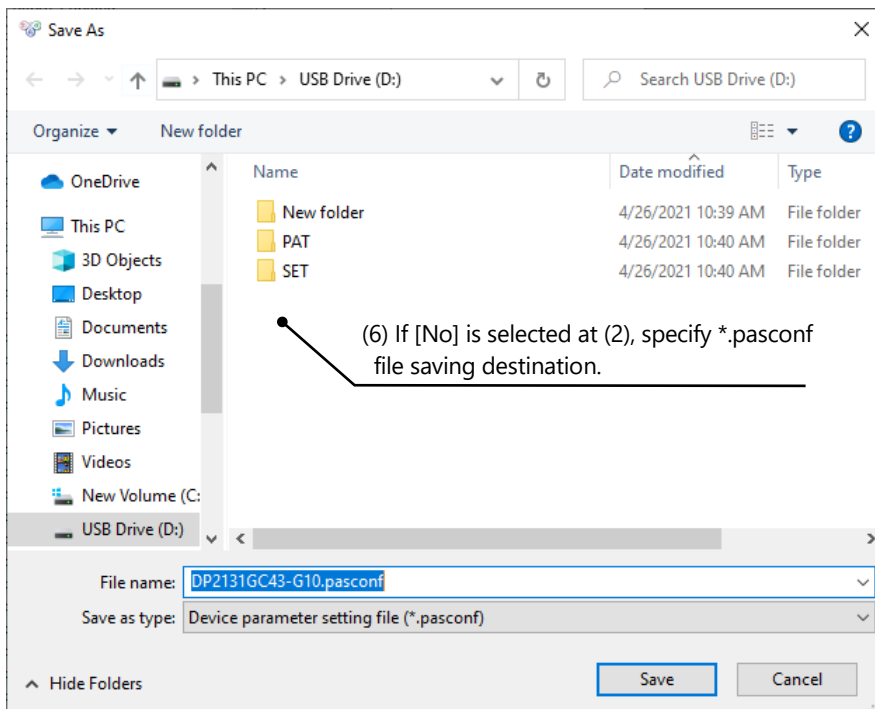 Save As
This PC > USB Drive (D:)
Search USB Drive (D:)
Organize
New folder
OneDrive
This PC
3D Objects
Desktop
Documents
Downloads
Music
Pictures
Videos
New Volume (C:
USB Drive (D:)
Name
Date modified
Type
New folder
4/26/2021 10:39 AM
File folder
PAT
4/26/2021 10:40 AM
File folder
SET
4/26/2021 10:40 AM
File folder
(6) If [No] is selected at (2), specify *.pasconf
file saving destination.
File name: DP2131GC43-G10.pasconf
Save as type: Device parameter setting file (*.pasconf)
Hide Folders
Save
Cancel